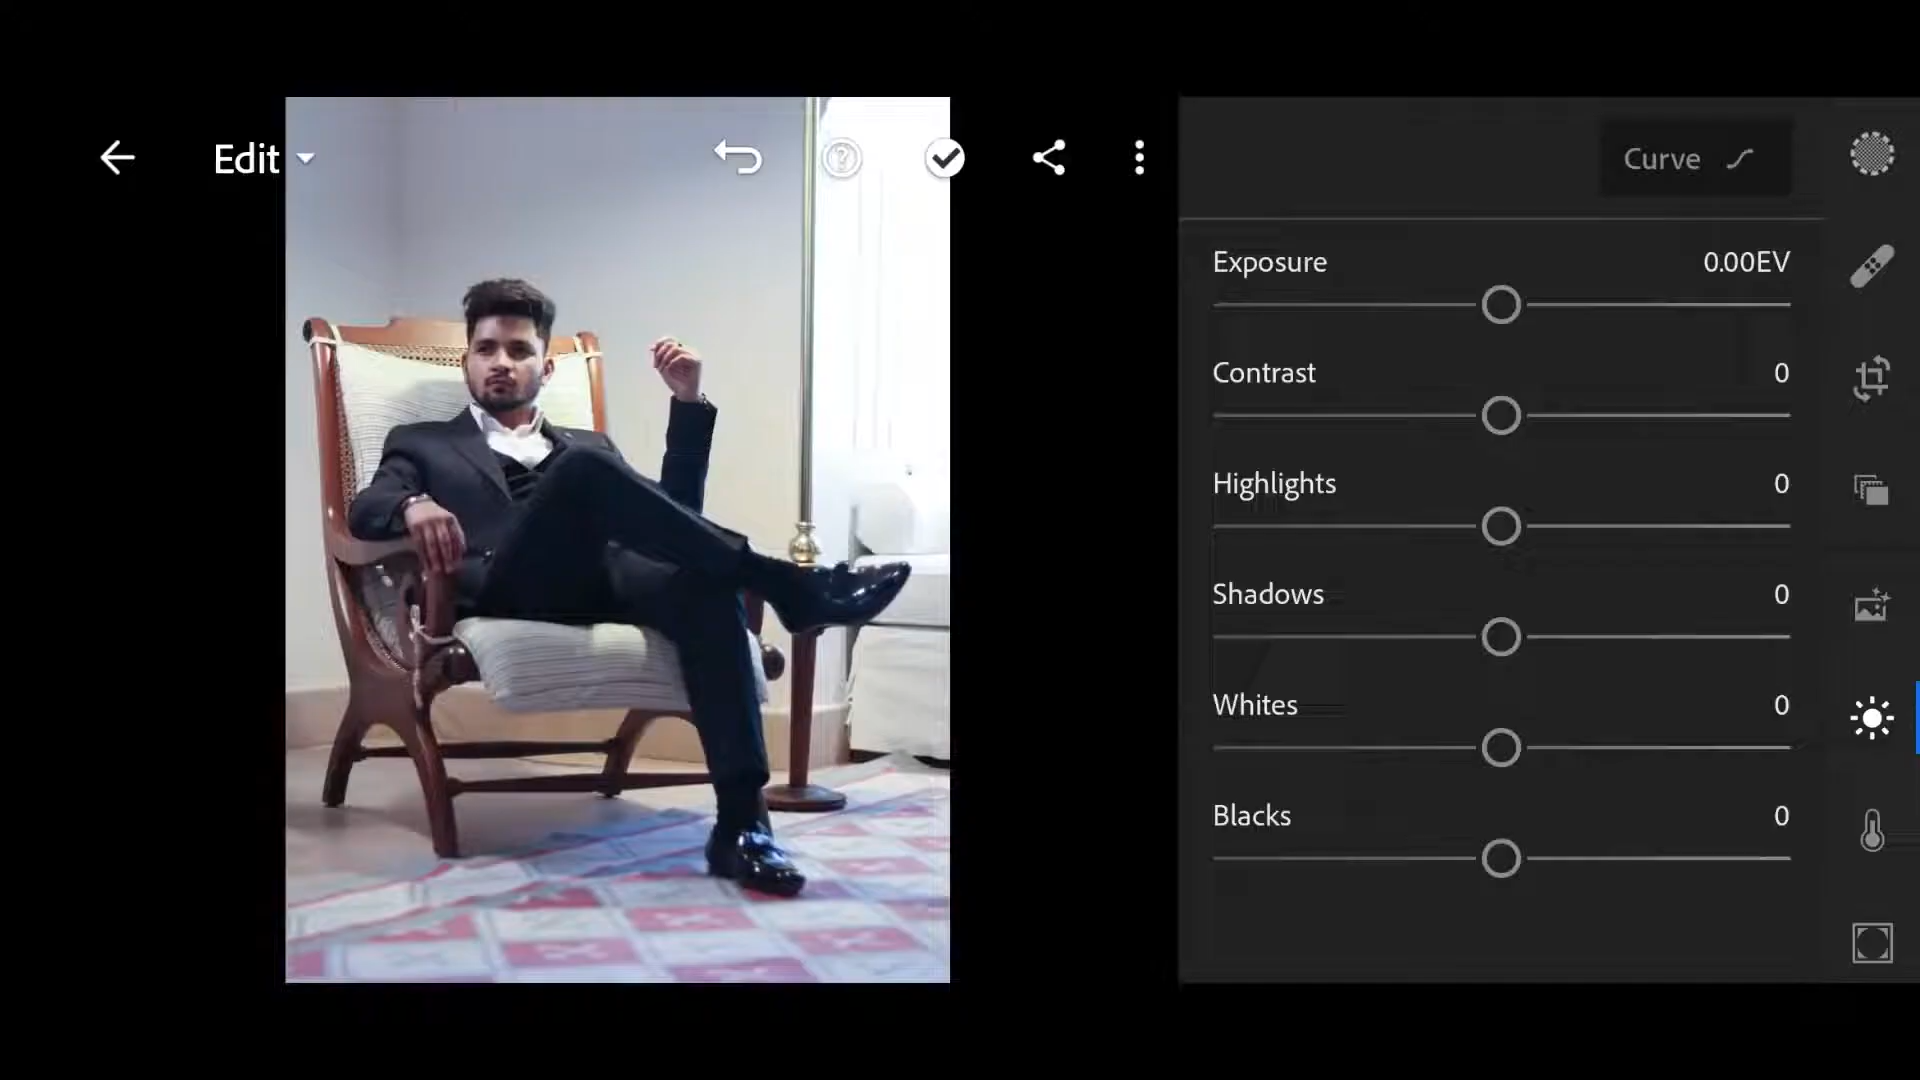 Edit
Curve
Exposure 0.00EV
Contrast 0
Highlights 0
Shadows 0
Whites 0
Blacks 0